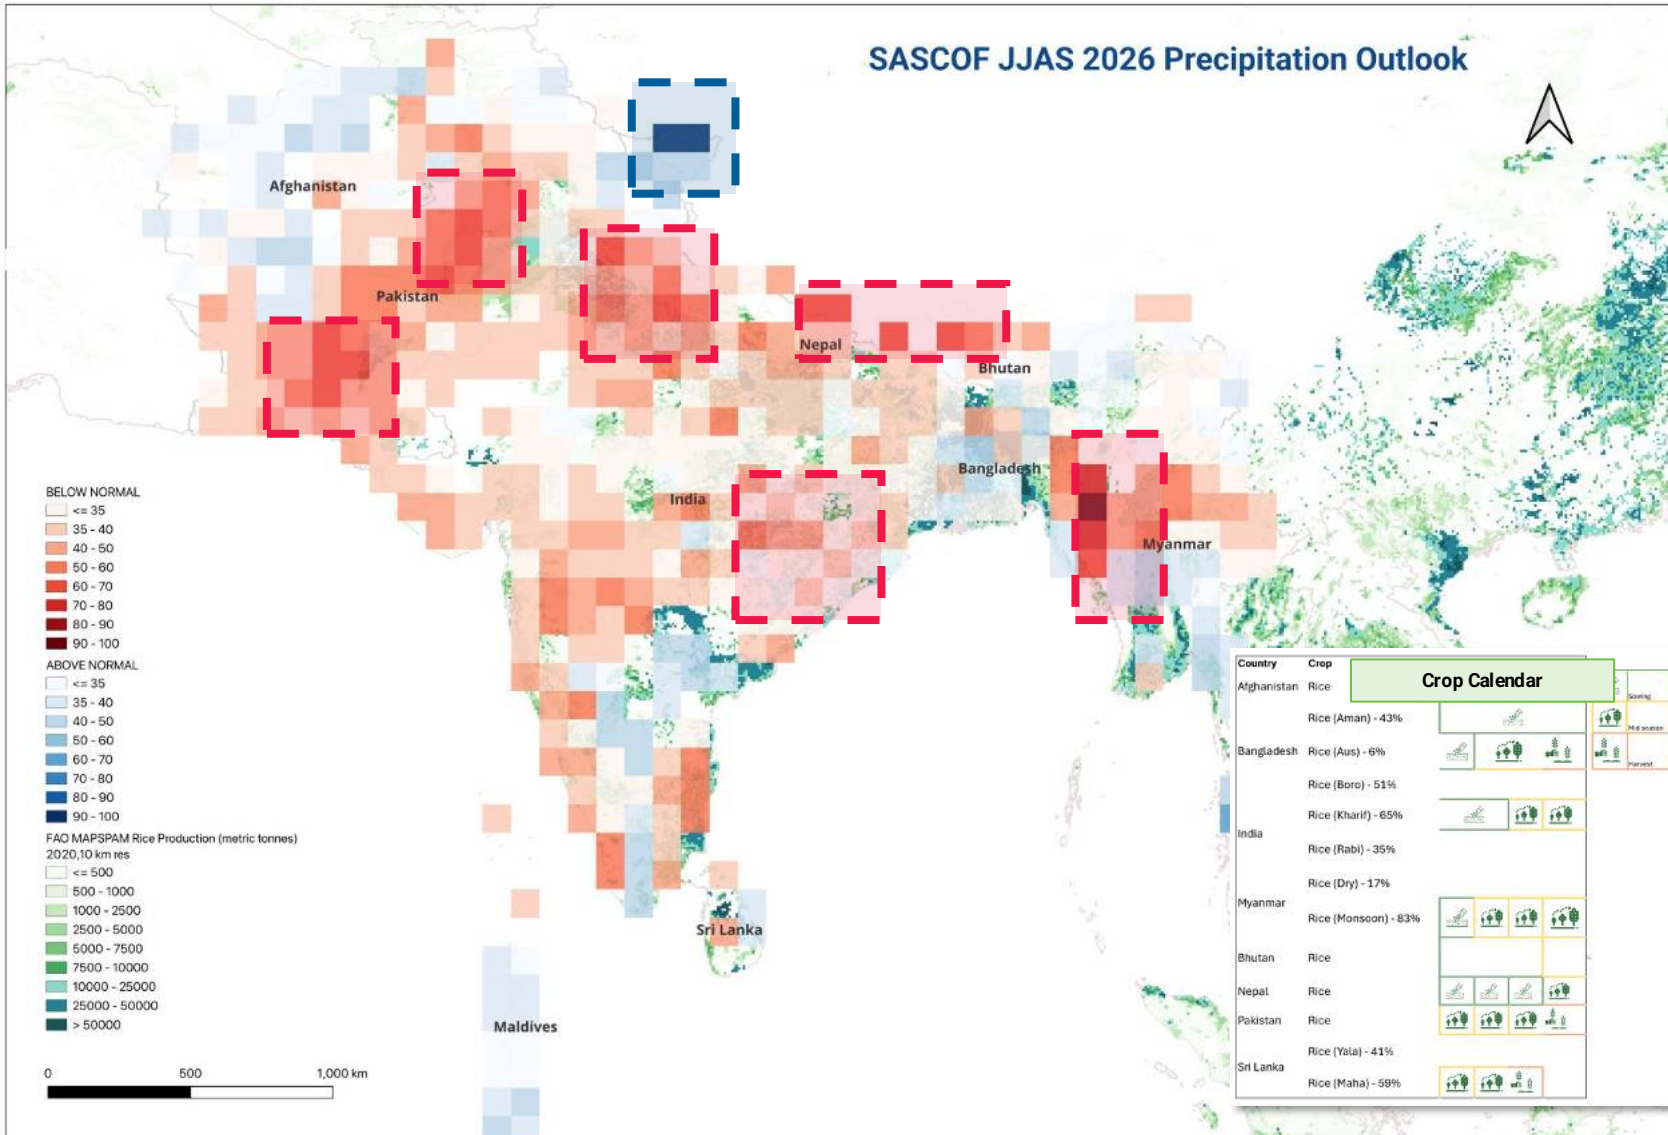 SASCOF JJAS 2026 Precipitation Outlook
Afghanistan
Pakistan
Nepal
Bhutan
Bangladesh
India
Myanmar
Sri Lanka
Maldives
BELOW NORMAL
<= 35
35 - 40
40 - 50
50 - 60
60 - 70
70 - 80
80 - 90
90 - 100
ABOVE NORMAL
<= 35
35 - 40
40 - 50
50 - 60
60 - 70
70 - 80
80 - 90
90 - 100
FAO MAPSPAM Rice Production (metric tonnes)
2020,10 km res
<= 500
500 - 1000
1000 - 2500
2500 - 5000
5000 - 7500
7500 - 10000
10000 - 25000
25000 - 50000
> 50000
0 500 1,000 km
Crop Calendar
Country Crop
Afghanistan Rice
Sowing
Rice (Aman) - 43%
Mid season
Bangladesh Rice (Aus) - 6%
Harvest
Rice (Boro) - 51%
Rice (Kharif) - 65%
India
Rice (Rabi) - 35%
Rice (Dry) - 17%
Myanmar
Rice (Monsoon) - 83%
Bhutan Rice
Nepal Rice
Pakistan Rice
Rice (Yala) - 41%
Sri Lanka
Rice (Maha) - 59%